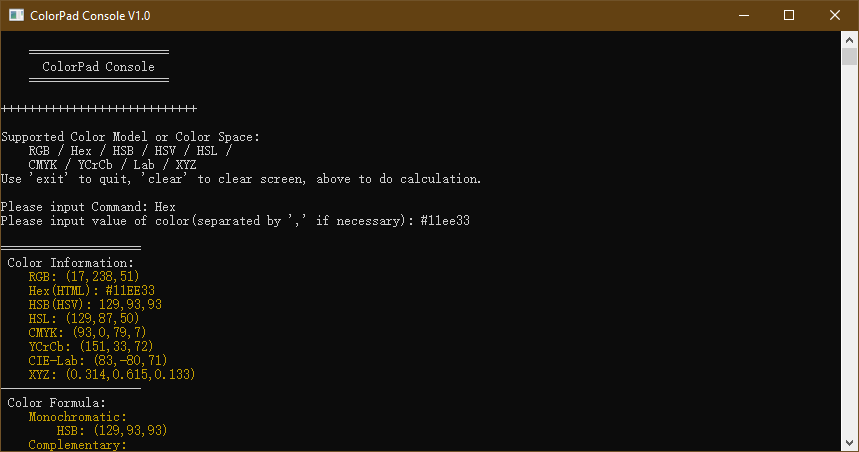 ColorPad Console V1.0
ColorPad Console
++++++++++++++++++++++++++++
Supported Color Model or Color Space:
RGB / Hex / HSB / HSV / HSL /
CMYK / YCrCb / Lab / XYZ
Use 'exit' to quit, 'clear' to clear screen, above to do calculation.
Please input Command: Hex
Please input value of color(separated by ',' if necessary): #11ee33
Color Information:
RGB: (17,238,51)
Hex(HTML): #11EE33
HSB(HSV): 129,93,93
HSL: (129,87,50)
CMYK: (93,0,79,7)
YCrCb: (151,33,72)
CIE-Lab: (83,-80,71)
XYZ: (0.314,0.615,0.133)
Color Formula:
Monochromatic:
HSB: (129,93,93)
Complementary: